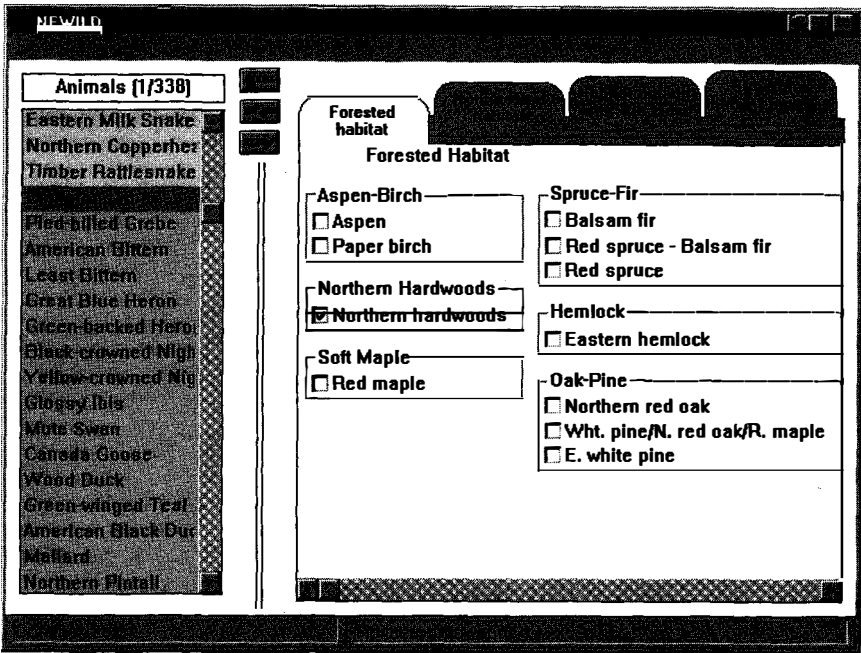 NEWILD
Animals (1/338)
Eastern Milk Snake
Northern Copperhea
Timber Rattlesnake
Pied-billed Grebe
American Bittern
Least Bittern
Great Blue Heron
Green-backed Heron
Black-crowned Nigh
Yellow-crowned Nig
Glossy Ibis
Mute Swan
Canada Goose
Wood Duck
Green-winged Teal
American Black Duc
Mallard
Northern Pintail
Forested
habitat
Forested Habitat
Aspen-Birch
Aspen
Paper birch
Northern Hardwoods
Northern hardwoods
Soft Maple
Red maple
Spruce-Fir
Balsam fir
Red spruce - Balsam fir
Red spruce
Hemlock
Eastern hemlock
Oak-Pine
Northern red oak
Wht. pine/N. red oak/R. maple
E. white pine